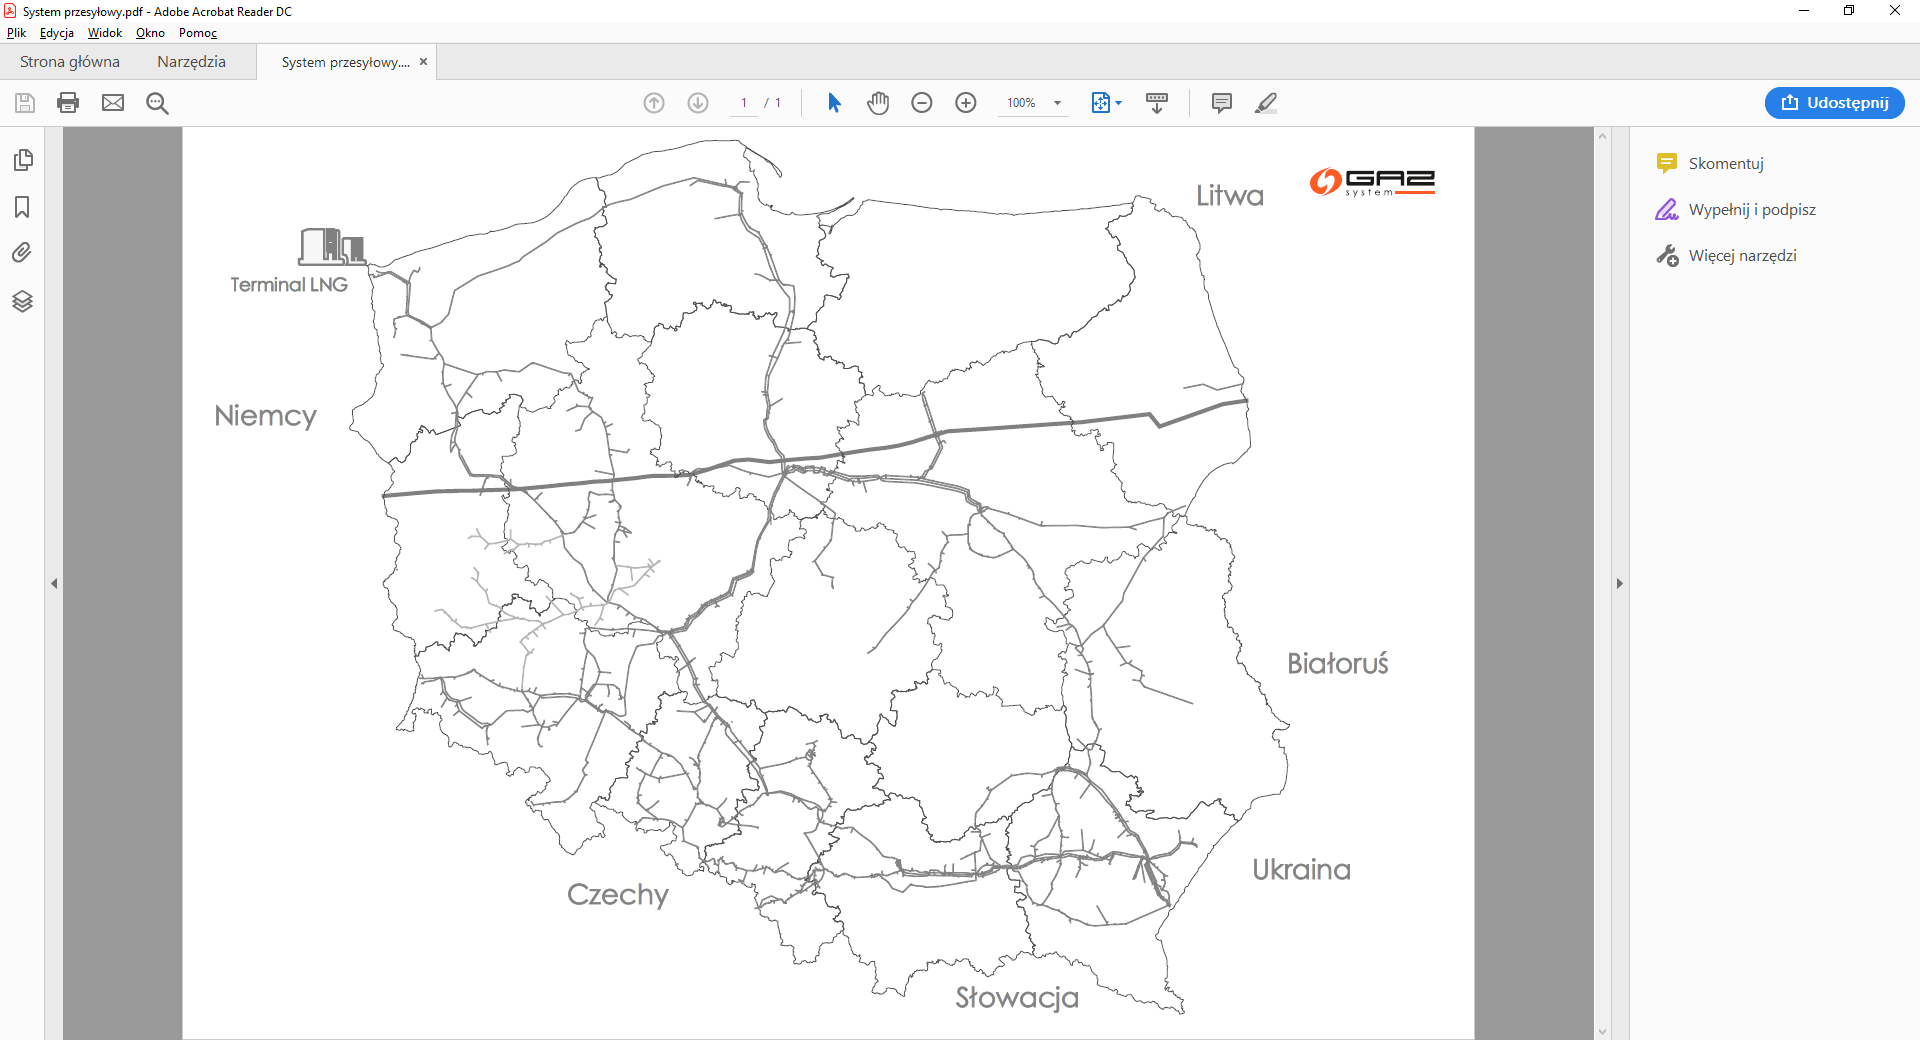 System przesyłowy.pdf - Adobe Acrobat Reader DC
Plik Edycja Widok Okno Pomoc
Strona główna Narzędzia System przesyłowy....
1 / 1 100% Udostępnij
Skomentuj
Wypełnij i podpisz
Więcej narzędzi
Litwa
GAZ
system
Terminal LNG
Niemcy
Białoruś
Ukraina
Czechy
Słowacja